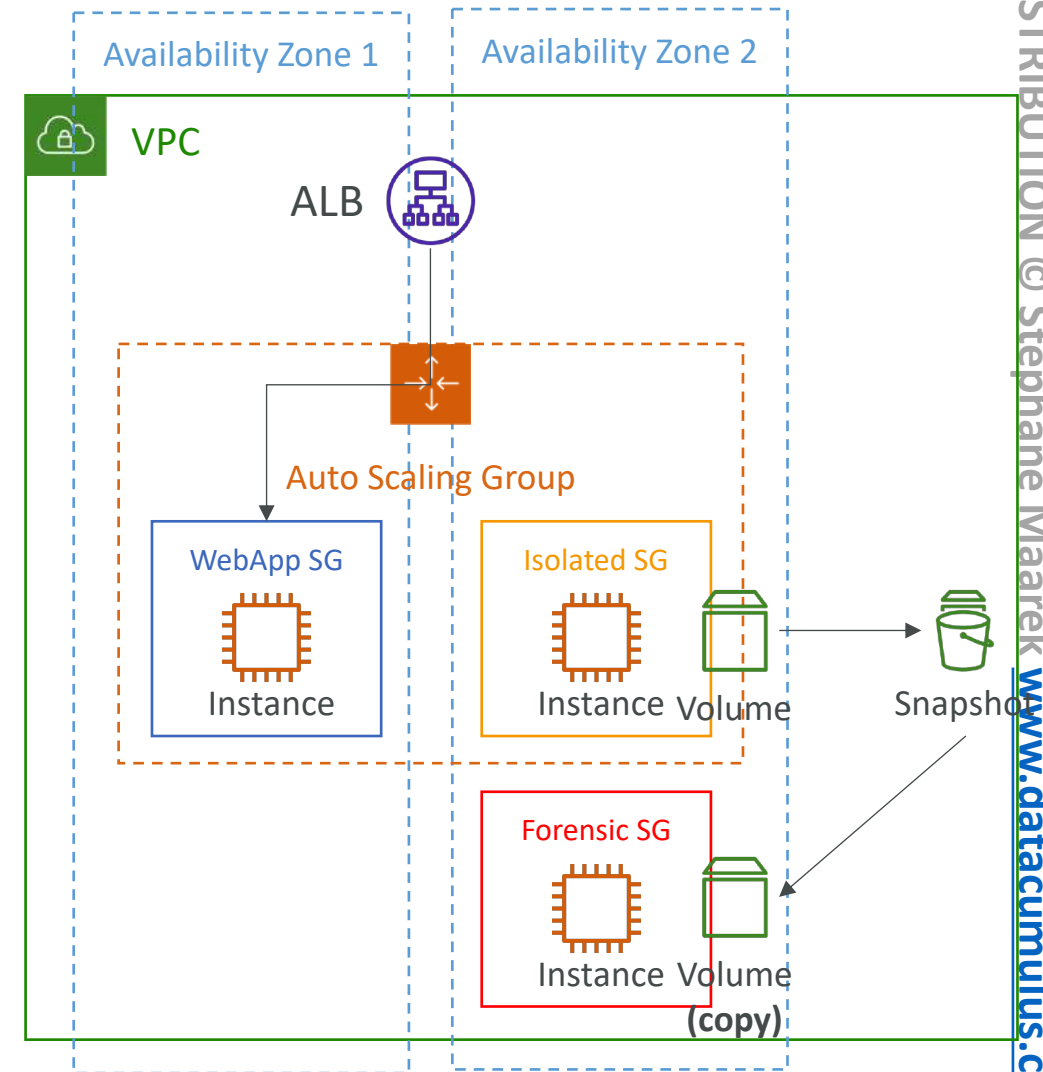 Availability Zone 1
Availability Zone 2
VPC
ALB
Auto Scaling Group
WebApp SG
Instance
Isolated SG
Instance
Volume
Snapshot
Forensic SG
Instance
Volume
(copy)
STRIBUTION © Stephane Maarek www.datacumulus.c